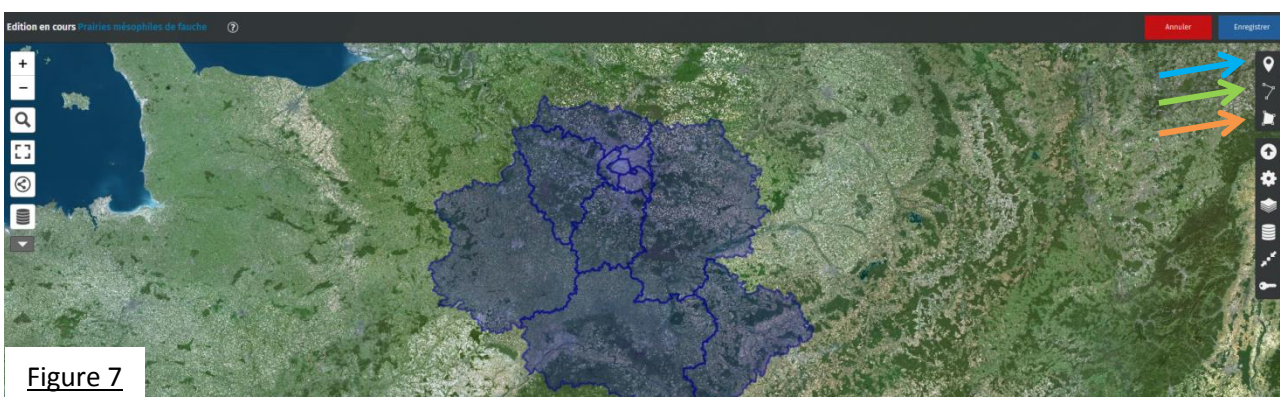 Edition en cours Prairies mésophiles de fauche ?
Annuler
Enregistrer
Figure 7